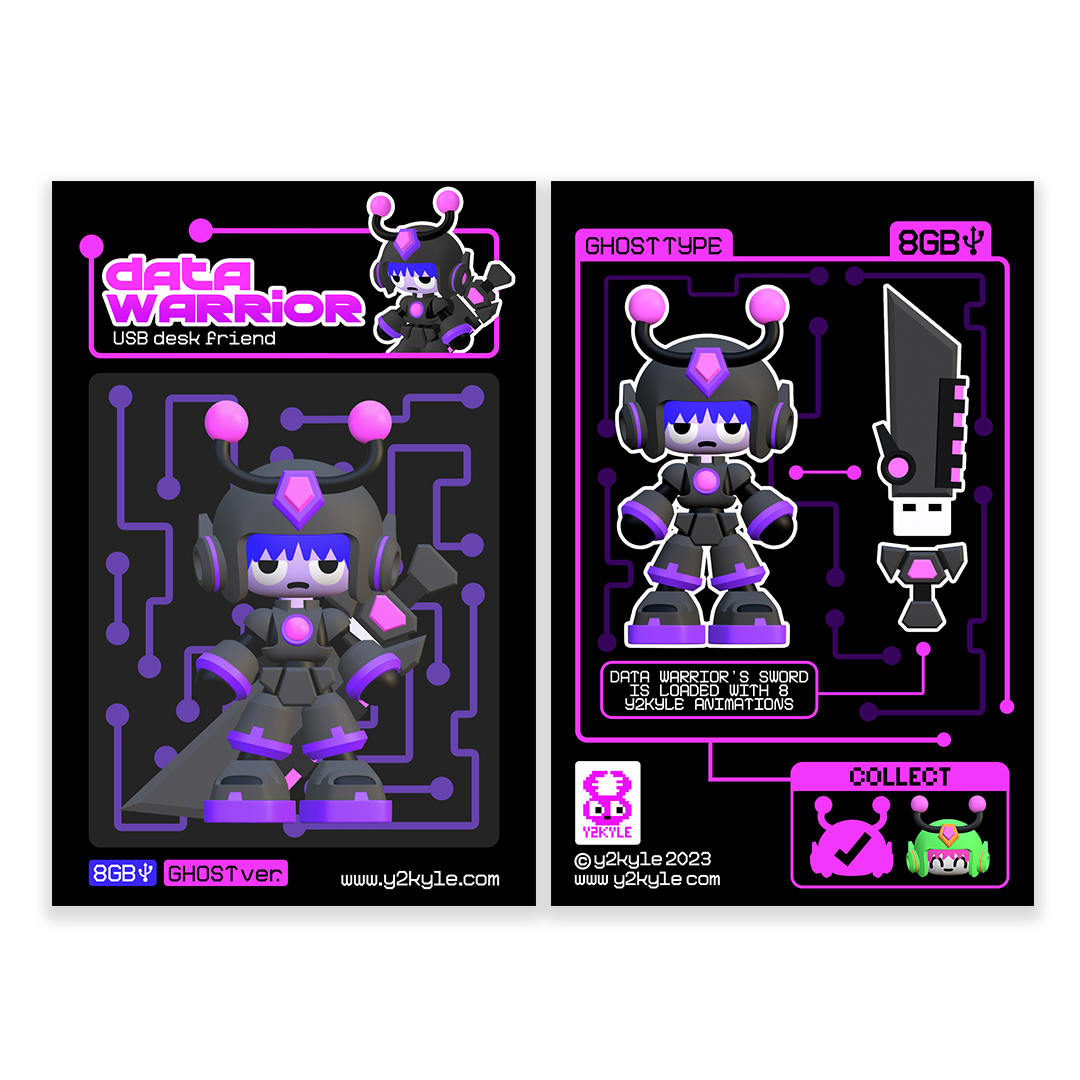 data
WARRIOR
USB desk friend
8GB
GHOST ver.
www.y2kyle.com
GHOST TYPE
8GB
DATA WARRIOR'S SWORD
IS LOADED WITH 8
Y2KYLE ANIMATIONS
COLLECT
Y2KYLE
© y2kyle 2023
www y2kyle com